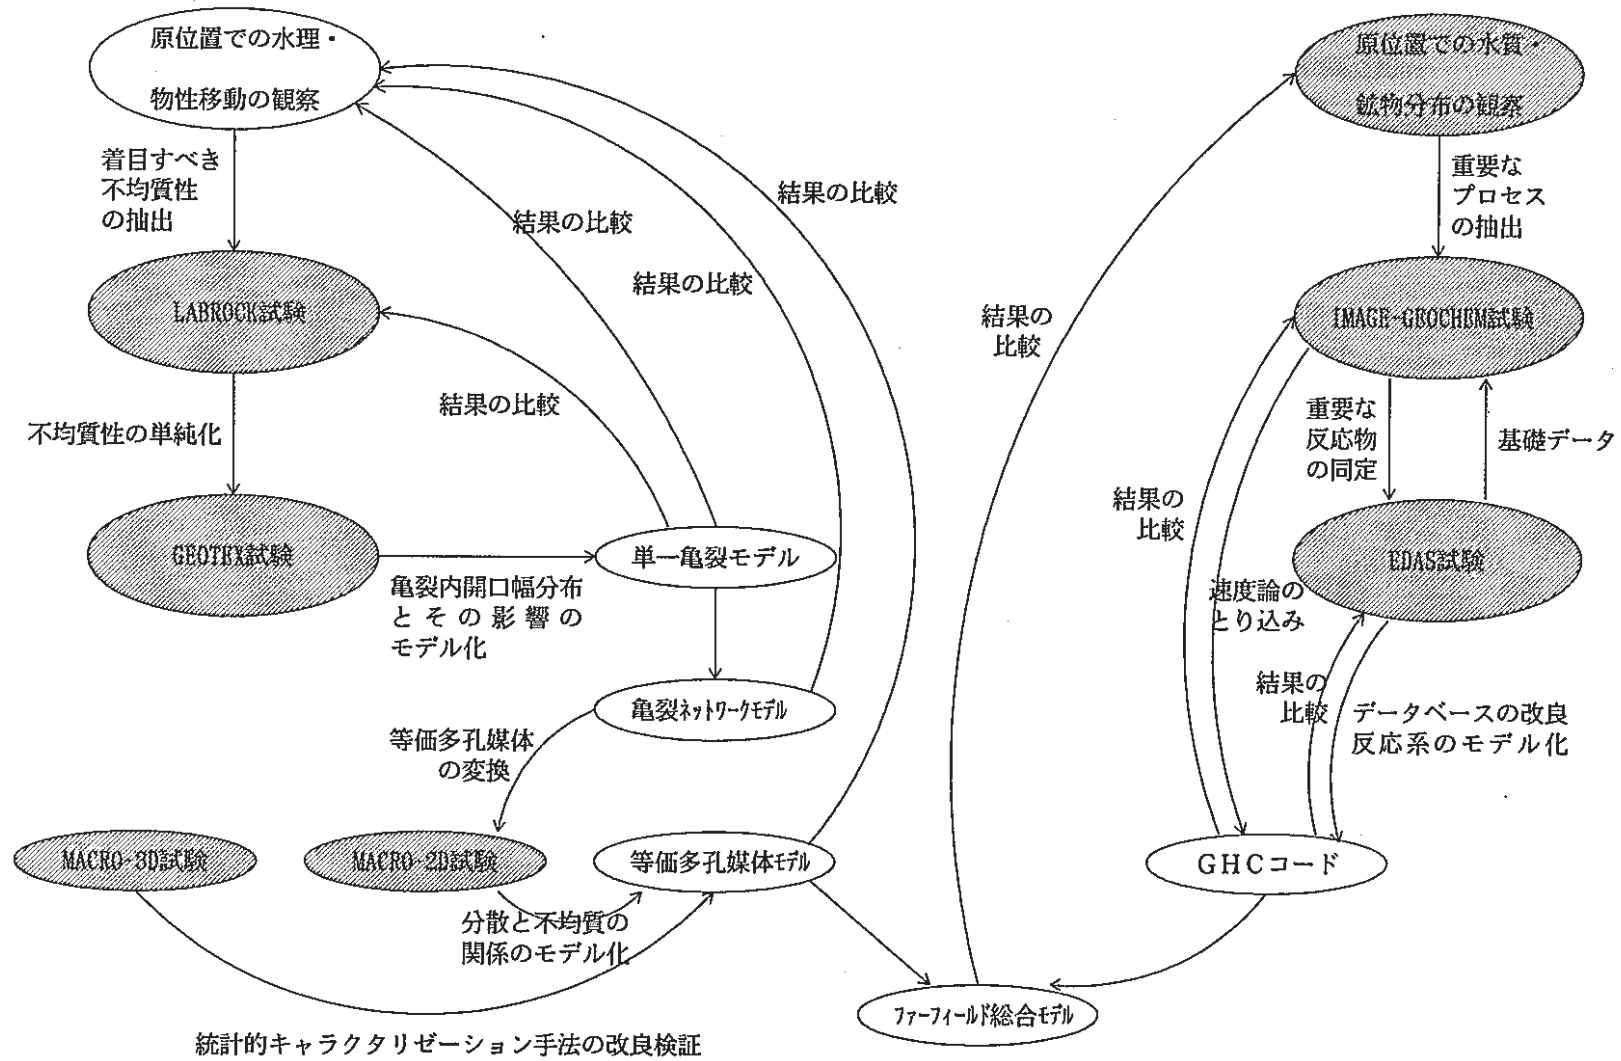 原位置での水理・
物性移動の観察
着目すべき
不均質性
の抽出
LABROCK試験
不均質性の単純化
GEOTEX試験
亀裂内開口幅分布
とその影響の
モデル化
単一亀裂モデル
亀裂ネットワークモデル
等価多孔媒体
の変換
MACRO-3D試験
MACRO-2D試験
等価多孔媒体モデル
分散と不均質の
関係のモデル化
統計的キャラクタリゼーション手法の改良検証
結果の比較
結果の比較
結果の比較
結果の比較
結果の
比較
原位置での水質・
鉱物分布の観察
重要な
プロセス
の抽出
IMAGE-GEOCHEM試験
重要な
反応物
の同定
基礎データ
結果の
比較
EDAS試験
速度論の
とり込み
結果の
比較
データベースの改良
反応系のモデル化
GHCコード
ファーフィールド総合モデル